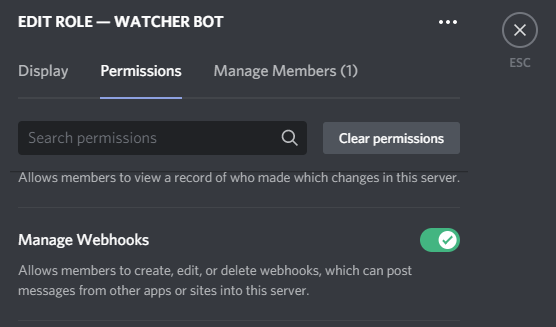 EDIT ROLE — WATCHER BOT
ESC
Display Permissions Manage Members (1)
Search permissions Clear permissions
Allows members to view a record of who made which changes in this server.
Manage Webhooks
Allows members to create, edit, or delete webhooks, which can post
messages from other apps or sites into this server.